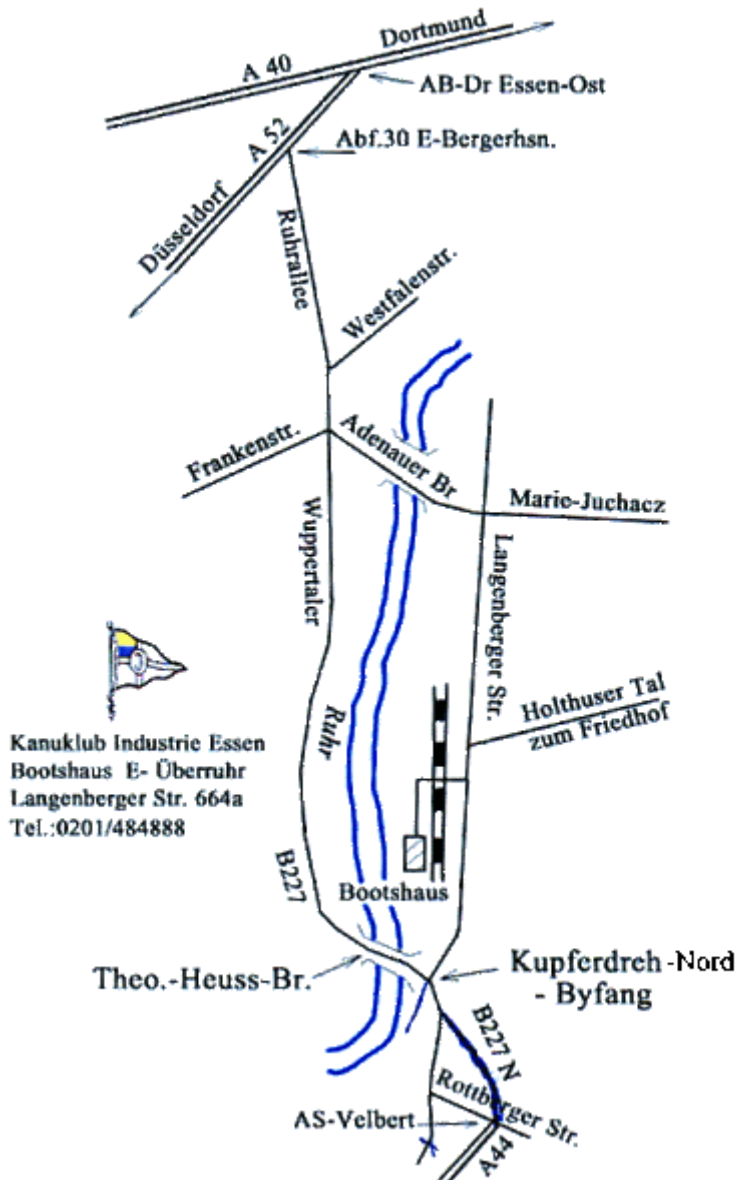 Dortmund
A 40
AB-Dr Essen-Ost
A 52
Abf.30 E-Bergerhsn.
Düsseldorf
Ruhrallee
Westfalenstr.
Frankenstr.
Adenauer Br
Marie-Juchacz
Wuppertaler
Langenberger Str.
Holthuser Tal
zum Friedhof
Ruhr
Kanuklub Industrie Essen
Bootshaus E- Überruhr
Langenberger Str. 664a
Tel.:0201/484888
B227
Bootshaus
Theo.-Heuss-Br.
Kupferdreh-Nord
- Byfang
B227 N
Rottberger Str.
AS-Velbert
A44